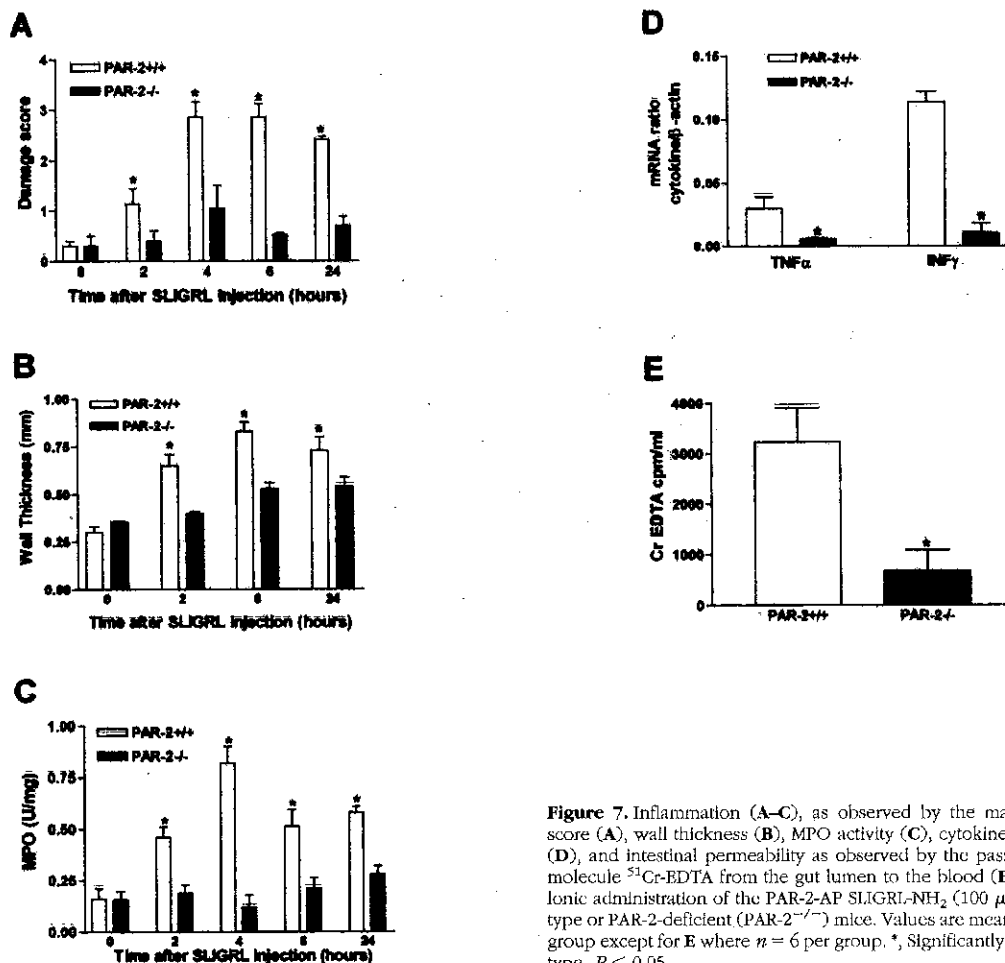 A
4
3
2
1
0
Damage score
PAR-2+/+
PAR-2-/-
*
*
*
*
0 2 4 6 24
Time after SLIGRL injection (hours)
B
1.00
0.75
0.50
0.25
0.00
Wall Thickness (mm)
PAR-2+/+
PAR-2-/-
*
*
*
0 2 6 24
Time after SLIGRL injection (hours)
C
1.00
0.75
0.50
0.25
0.00
MPO (U/mg)
PAR-2+/+
PAR-2-/-
*
*
*
*
0 2 4 6 24
Time after SLIGRL injection (hours)
D
0.15
0.10
0.05
0.00
mRNA ratio
cytokine/β-actin
PAR-2+/+
PAR-2-/-
*
*
TNFα INFγ
E
4000
3000
2000
1000
0
Cr EDTA cpm/ml
*
PAR-2+/+ PAR-2-/-
Figure 7. Inflammation (A–C), as observed by the ma
score (A), wall thickness (B), MPO activity (C), cytokine
(D), and intestinal permeability as observed by the pas
molecule ⁵¹Cr-EDTA from the gut lumen to the blood (E
lonic administration of the PAR-2-AP SLIGRL-NH₂ (100 μ
type or PAR-2-deficient (PAR-2⁻/⁻) mice. Values are mean
group except for E where n = 6 per group. *, Significantly
type, P < 0.05.